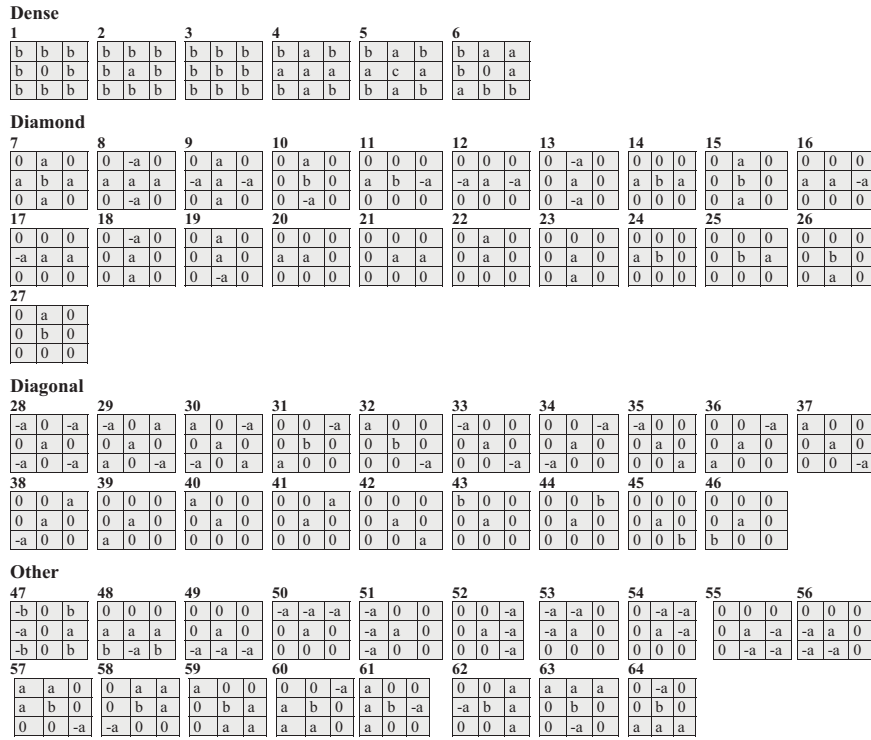 Dense
1 2 3 4 5 6
b b b b b b b b b b a b b a b b a a
b 0 b b a b b b b a a a a c a b 0 a
b b b b b b b b b b a b b a b a b b
Diamond
7 8 9 10 11 12 13 14 15 16
0 a 0 0 -a 0 0 a 0 0 a 0 0 0 0 0 0 0 0 -a 0 0 0 0 0 a 0 0 0 0
a b a a a a -a a -a 0 b 0 a b -a -a a -a 0 a 0 a b a 0 b 0 a a -a
0 a 0 0 -a 0 0 a 0 0 -a 0 0 0 0 0 0 0 0 -a 0 0 0 0 0 a 0 0 0 0
17 18 19 20 21 22 23 24 25 26
0 0 0 0 -a 0 0 a 0 0 0 0 0 0 0 0 a 0 0 0 0 0 0 0 0 0 0 0 0 0
-a a a 0 a 0 0 a 0 a a 0 0 a a 0 a 0 0 a 0 a b 0 0 b a 0 b 0
0 0 0 0 a 0 0 -a 0 0 0 0 0 0 0 0 0 0 0 a 0 0 0 0 0 0 0 0 a 0
27
0 a 0
0 b 0
0 0 0
Diagonal
28 29 30 31 32 33 34 35 36 37
-a 0 -a -a 0 a a 0 -a 0 0 -a a 0 0 -a 0 0 0 0 -a -a 0 0 0 0 -a a 0 0
0 a 0 0 a 0 0 a 0 0 b 0 0 b 0 0 a 0 0 a 0 0 a 0 0 a 0 0 a 0
-a 0 -a a 0 -a -a 0 a a 0 0 0 0 -a 0 0 -a -a 0 0 0 0 a a 0 0 0 0 -a
38 39 40 41 42 43 44 45 46
0 0 a 0 0 0 a 0 0 0 0 a 0 0 0 b 0 0 0 0 b 0 0 0 0 0 0
0 a 0 0 a 0 0 a 0 0 a 0 0 a 0 0 a 0 0 a 0 0 a 0 0 a 0
-a 0 0 a 0 0 0 0 0 0 0 0 0 0 a 0 0 0 0 0 0 0 0 b b 0 0
Other
47 48 49 50 51 52 53 54 55 56
-b 0 b 0 0 0 0 0 0 -a -a -a -a 0 0 0 0 -a -a -a 0 0 -a -a 0 0 0 0 0 0
-a 0 a a a a 0 a 0 0 a 0 -a a 0 0 a -a -a a 0 0 a -a 0 a -a -a a 0
-b 0 b b -a b -a -a -a 0 0 0 -a 0 0 0 0 -a 0 0 0 0 0 0 0 -a -a -a -a 0
57 58 59 60 61 62 63 64
a a 0 0 a a a 0 0 0 0 -a a 0 0 0 0 a a a a 0 -a 0
a b 0 0 b a 0 b a a b 0 a b -a -a b a 0 b 0 0 b 0
0 0 -a -a 0 0 0 a a a a 0 a 0 0 0 0 a 0 -a 0 a a a